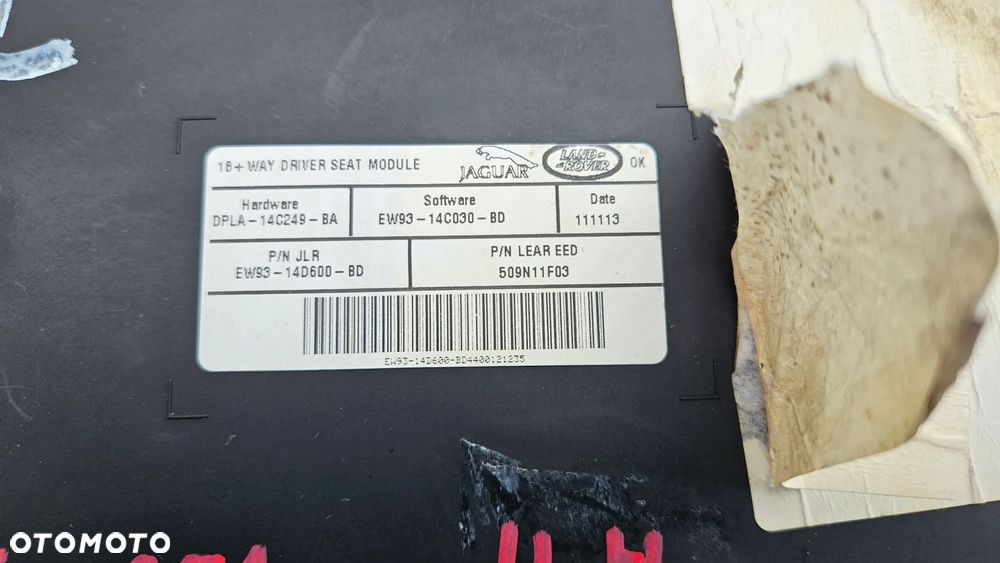 18+ WAY DRIVER SEAT MODULE JAGUAR LAND-ROVER OK
Hardware Software Date
DPLA-14C249-BA EW93-14C030-BD 111113
P/N JLR P/N LEAR EED
EW93-14D600-BD 509N11F03
EW93-14D600-BD4400121235
OTOMOTO